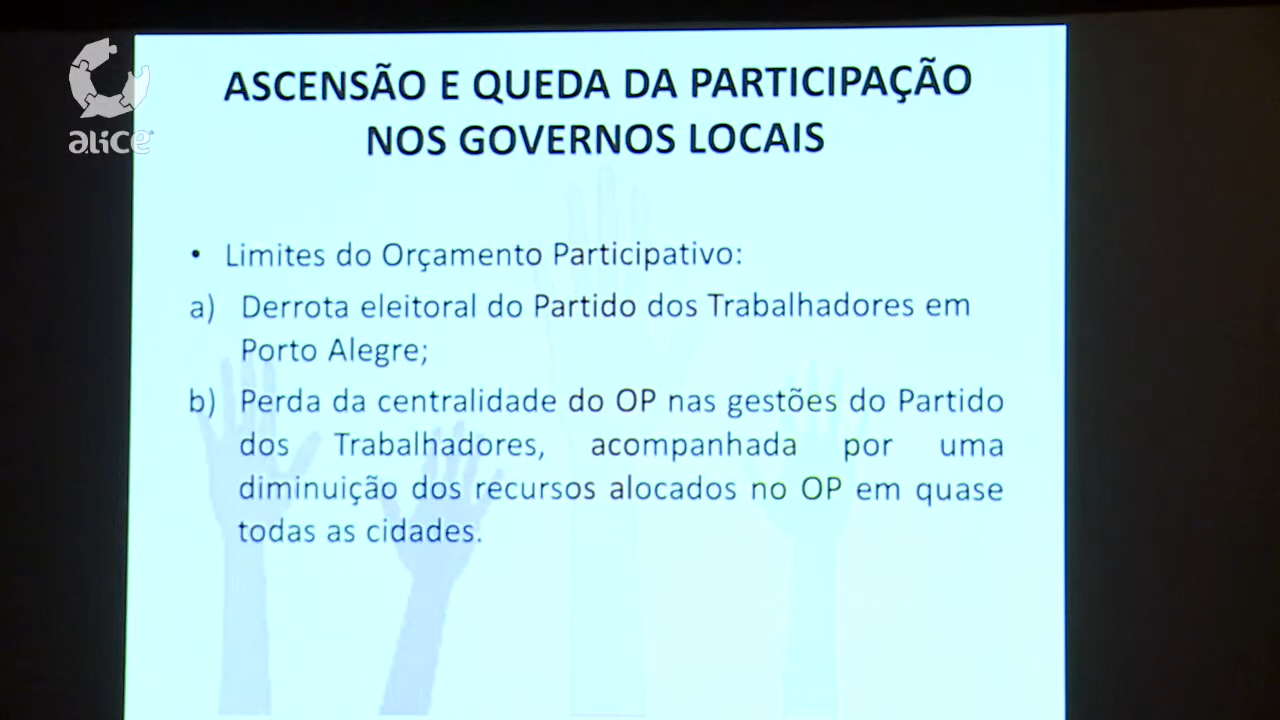 alice
ASCENSÃO E QUEDA DA PARTICIPAÇÃO
NOS GOVERNOS LOCAIS
• Limites do Orçamento Participativo:
a) Derrota eleitoral do Partido dos Trabalhadores em
Porto Alegre;
b) Perda da centralidade do OP nas gestões do Partido
dos Trabalhadores, acompanhada por uma
diminuição dos recursos alocados no OP em quase
todas as cidades.